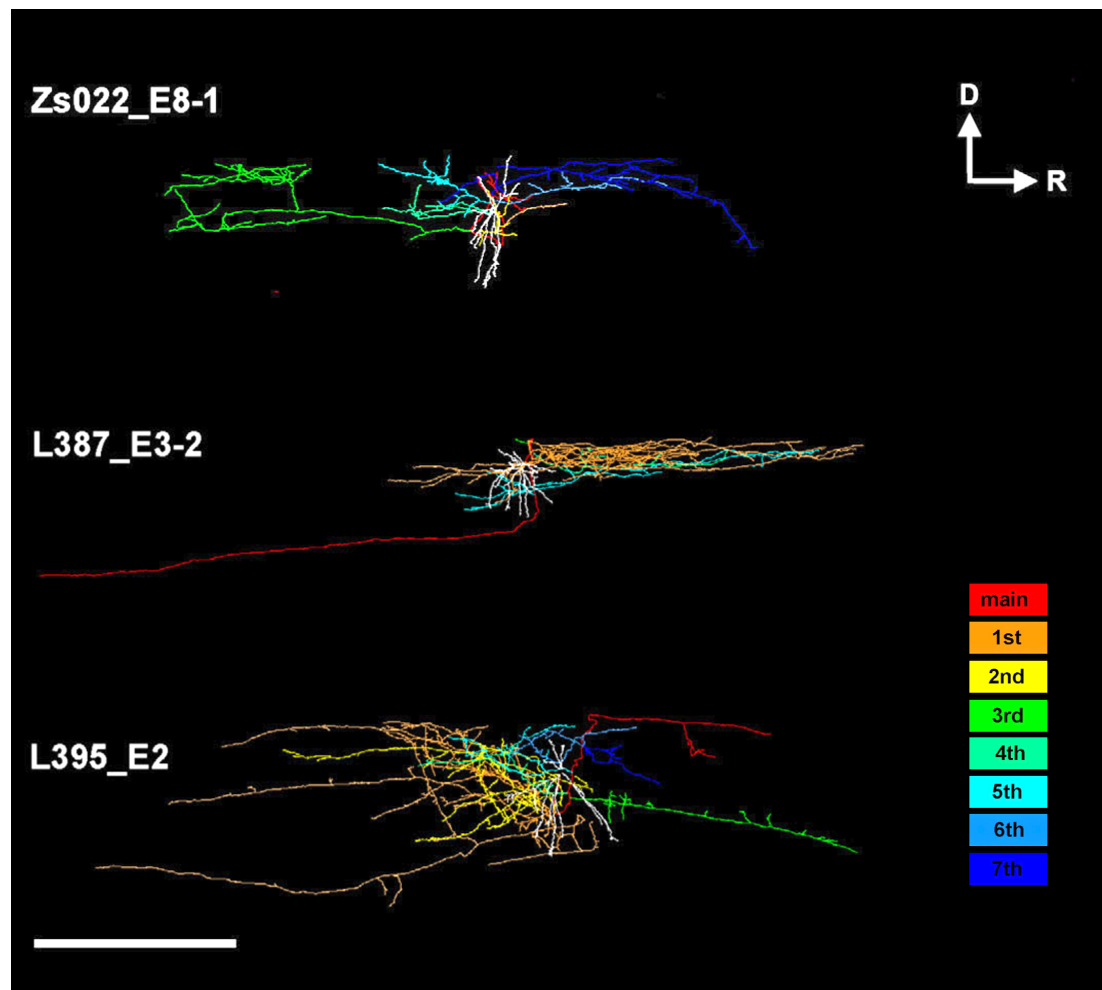 Zs022_E8-1
D
R
L387_E3-2
main
1st
2nd
3rd
L395_E2
4th
5th
6th
7th